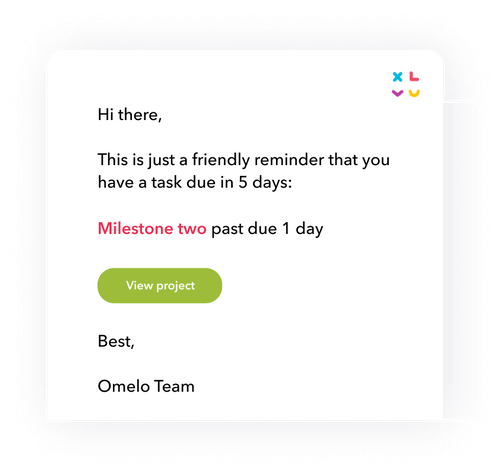 Hi there,
This is just a friendly reminder that you
have a task due in 5 days:
Milestone two past due 1 day
View project
Best,
Omelo Team